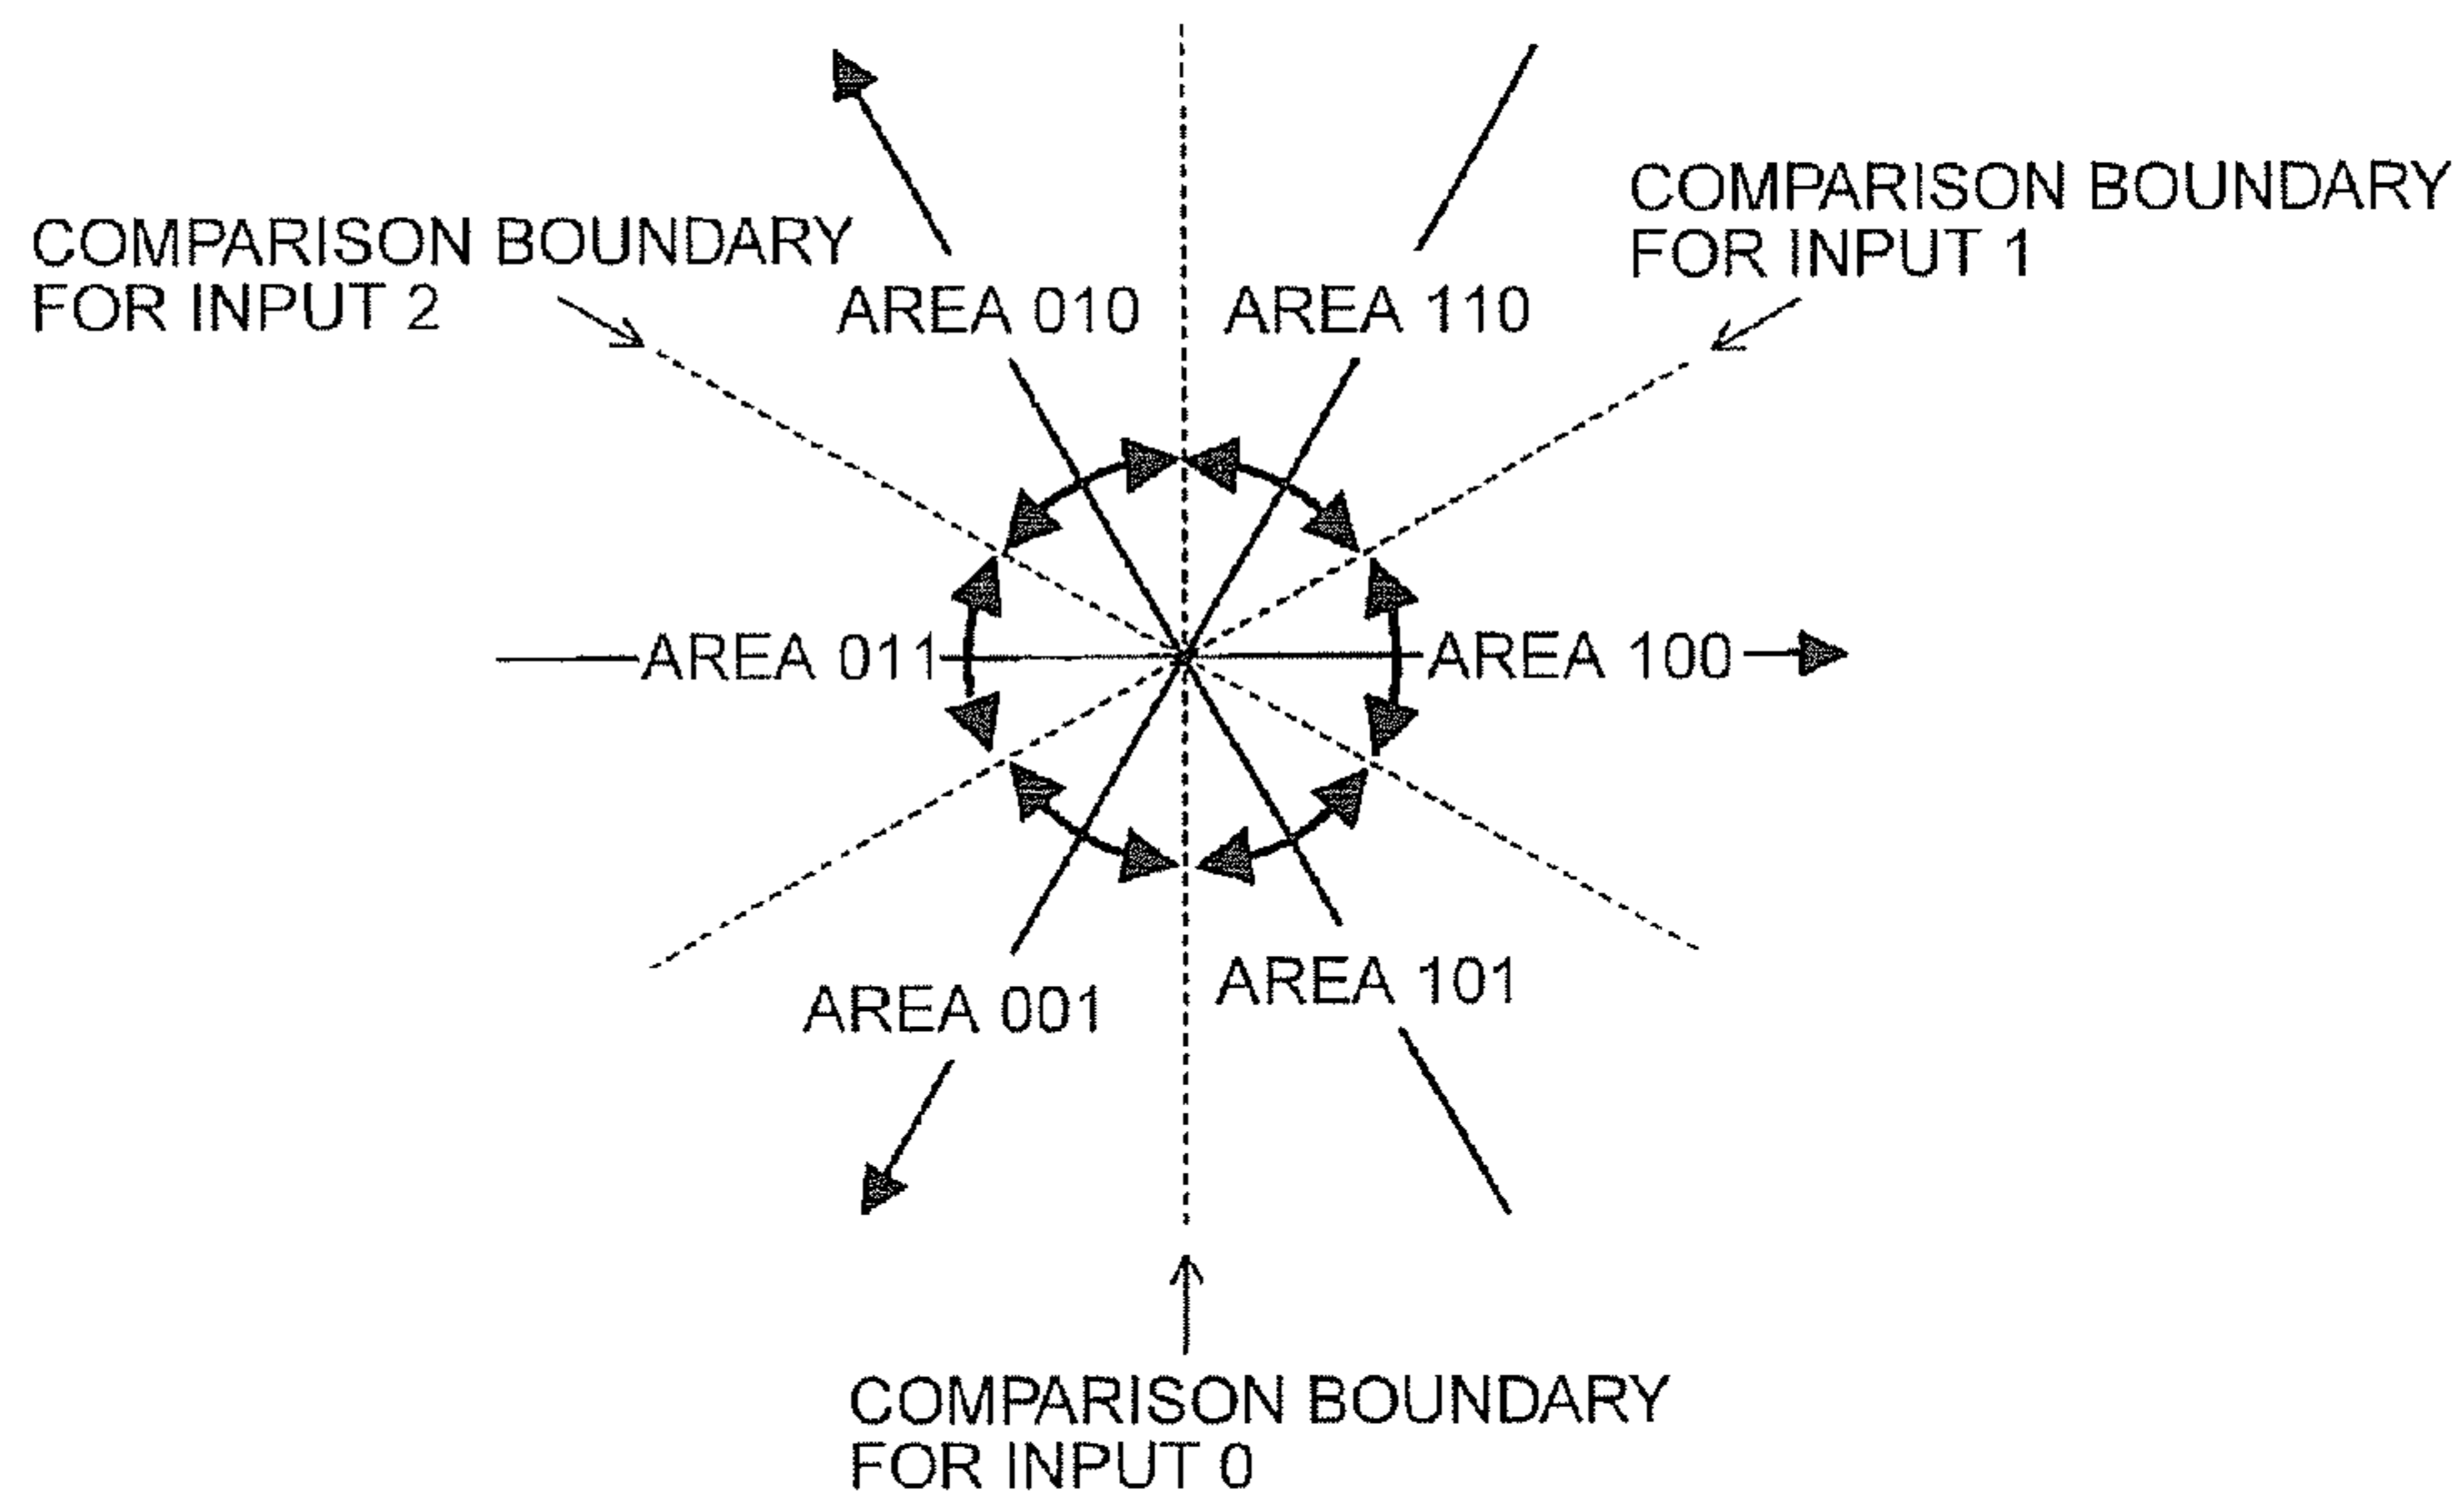 COMPARISON BOUNDARY
FOR INPUT 1
COMPARISON BOUNDARY
FOR INPUT 2
AREA 010
AREA 110
AREA 011
AREA 100
AREA 001
AREA 101
COMPARISON BOUNDARY
FOR INPUT 0